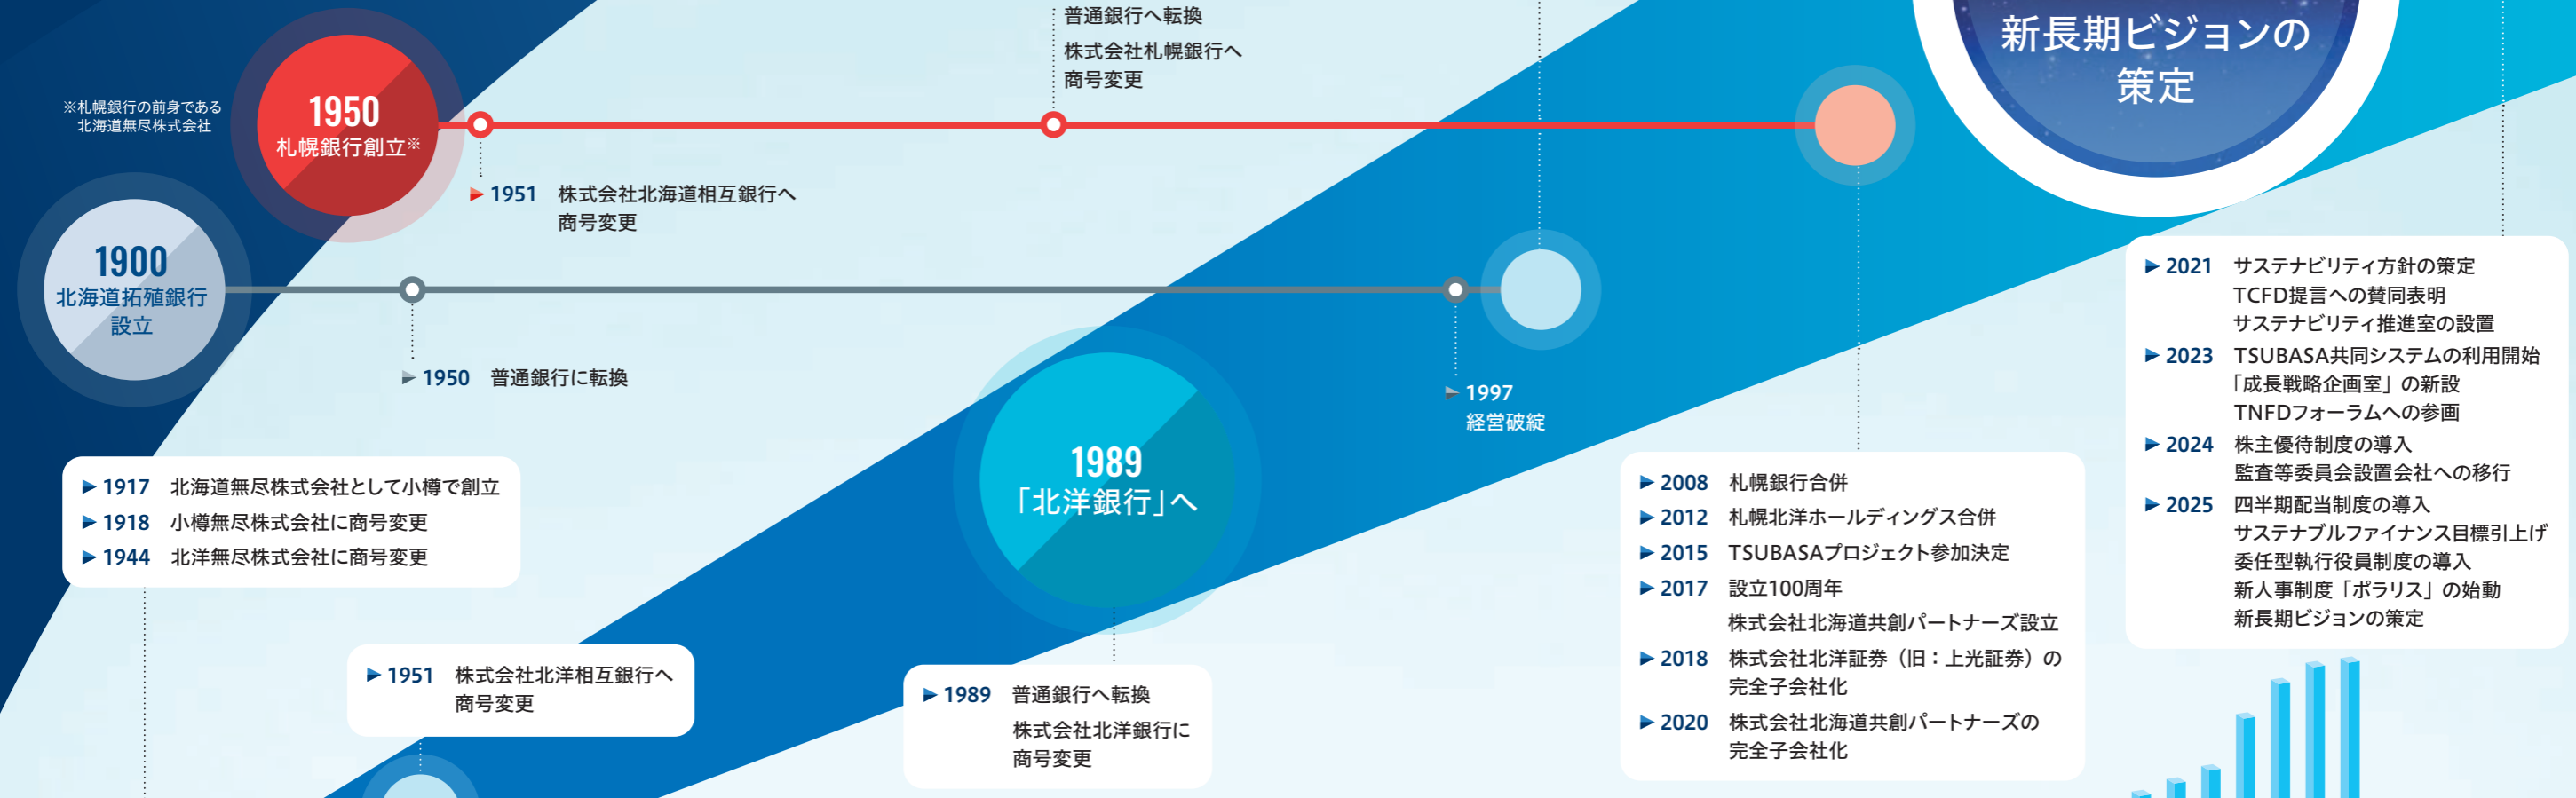 普通銀行へ転換
株式会社札幌銀行へ
商号変更
新長期ビジョンの
策定
※札幌銀行の前身である
北海道無尽株式会社
1950
札幌銀行創立※
▶ 1951 株式会社北海道相互銀行へ
商号変更
1900
北海道拓殖銀行
設立
▶ 1950 普通銀行に転換
▶ 1997
経営破綻
1989
「北洋銀行」へ
▶ 1917 北海道無尽株式会社として小樽で創立
▶ 1918 小樽無尽株式会社に商号変更
▶ 1944 北洋無尽株式会社に商号変更
▶ 1951 株式会社北洋相互銀行へ
商号変更
▶ 1989 普通銀行へ転換
株式会社北洋銀行に
商号変更
▶ 2008 札幌銀行合併
▶ 2012 札幌北洋ホールディングス合併
▶ 2015 TSUBASAプロジェクト参加決定
▶ 2017 設立100周年
株式会社北海道共創パートナーズ設立
▶ 2018 株式会社北洋証券（旧：上光証券）の
完全子会社化
▶ 2020 株式会社北海道共創パートナーズの
完全子会社化
▶ 2021 サステナビリティ方針の策定
TCFD提言への賛同表明
サステナビリティ推進室の設置
▶ 2023 TSUBASA共同システムの利用開始
「成長戦略企画室」の新設
TNFDフォーラムへの参画
▶ 2024 株主優待制度の導入
監査等委員会設置会社への移行
▶ 2025 四半期配当制度の導入
サステナブルファイナンス目標引上げ
委任型執行役員制度の導入
新人事制度「ポラリス」の始動
新長期ビジョンの策定